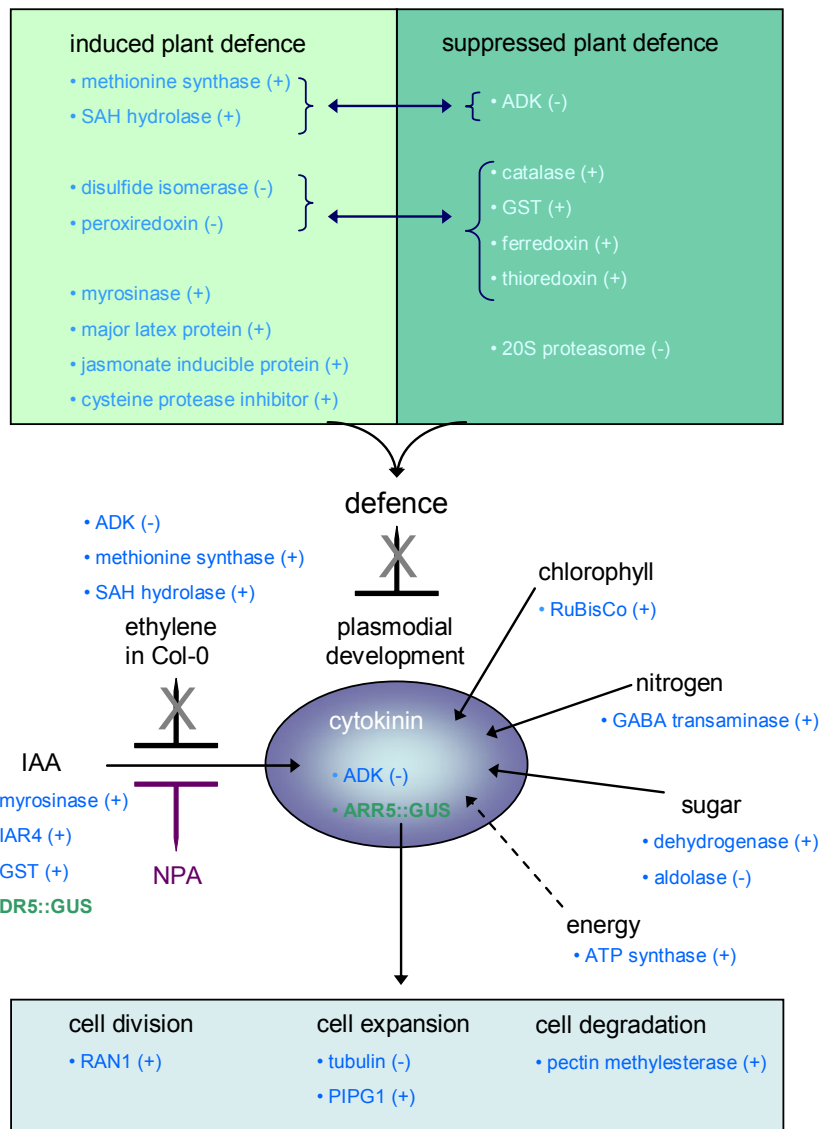 induced plant defence
• methionine synthase (+)
• SAH hydrolase (+)
• disulfide isomerase (-)
• peroxiredoxin (-)
• myrosinase (+)
• major latex protein (+)
• jasmonate inducible protein (+)
• cysteine protease inhibitor (+)
suppressed plant defence
• ADK (-)
• catalase (+)
• GST (+)
• ferredoxin (+)
• thioredoxin (+)
• 20S proteasome (-)
defence
X
plasmodial
development
• ADK (-)
• methionine synthase (+)
• SAH hydrolase (+)
ethylene
in Col-0
X
IAA
myrosinase (+)
IAR4 (+)
GST (+)
DR5::GUS
NPA
cytokinin
• ADK (-)
• ARR5::GUS
chlorophyll
• RuBisCo (+)
nitrogen
• GABA transaminase (+)
sugar
• dehydrogenase (+)
• aldolase (-)
energy
• ATP synthase (+)
cell division
• RAN1 (+)
cell expansion
• tubulin (-)
• PIPG1 (+)
cell degradation
• pectin methylesterase (+)